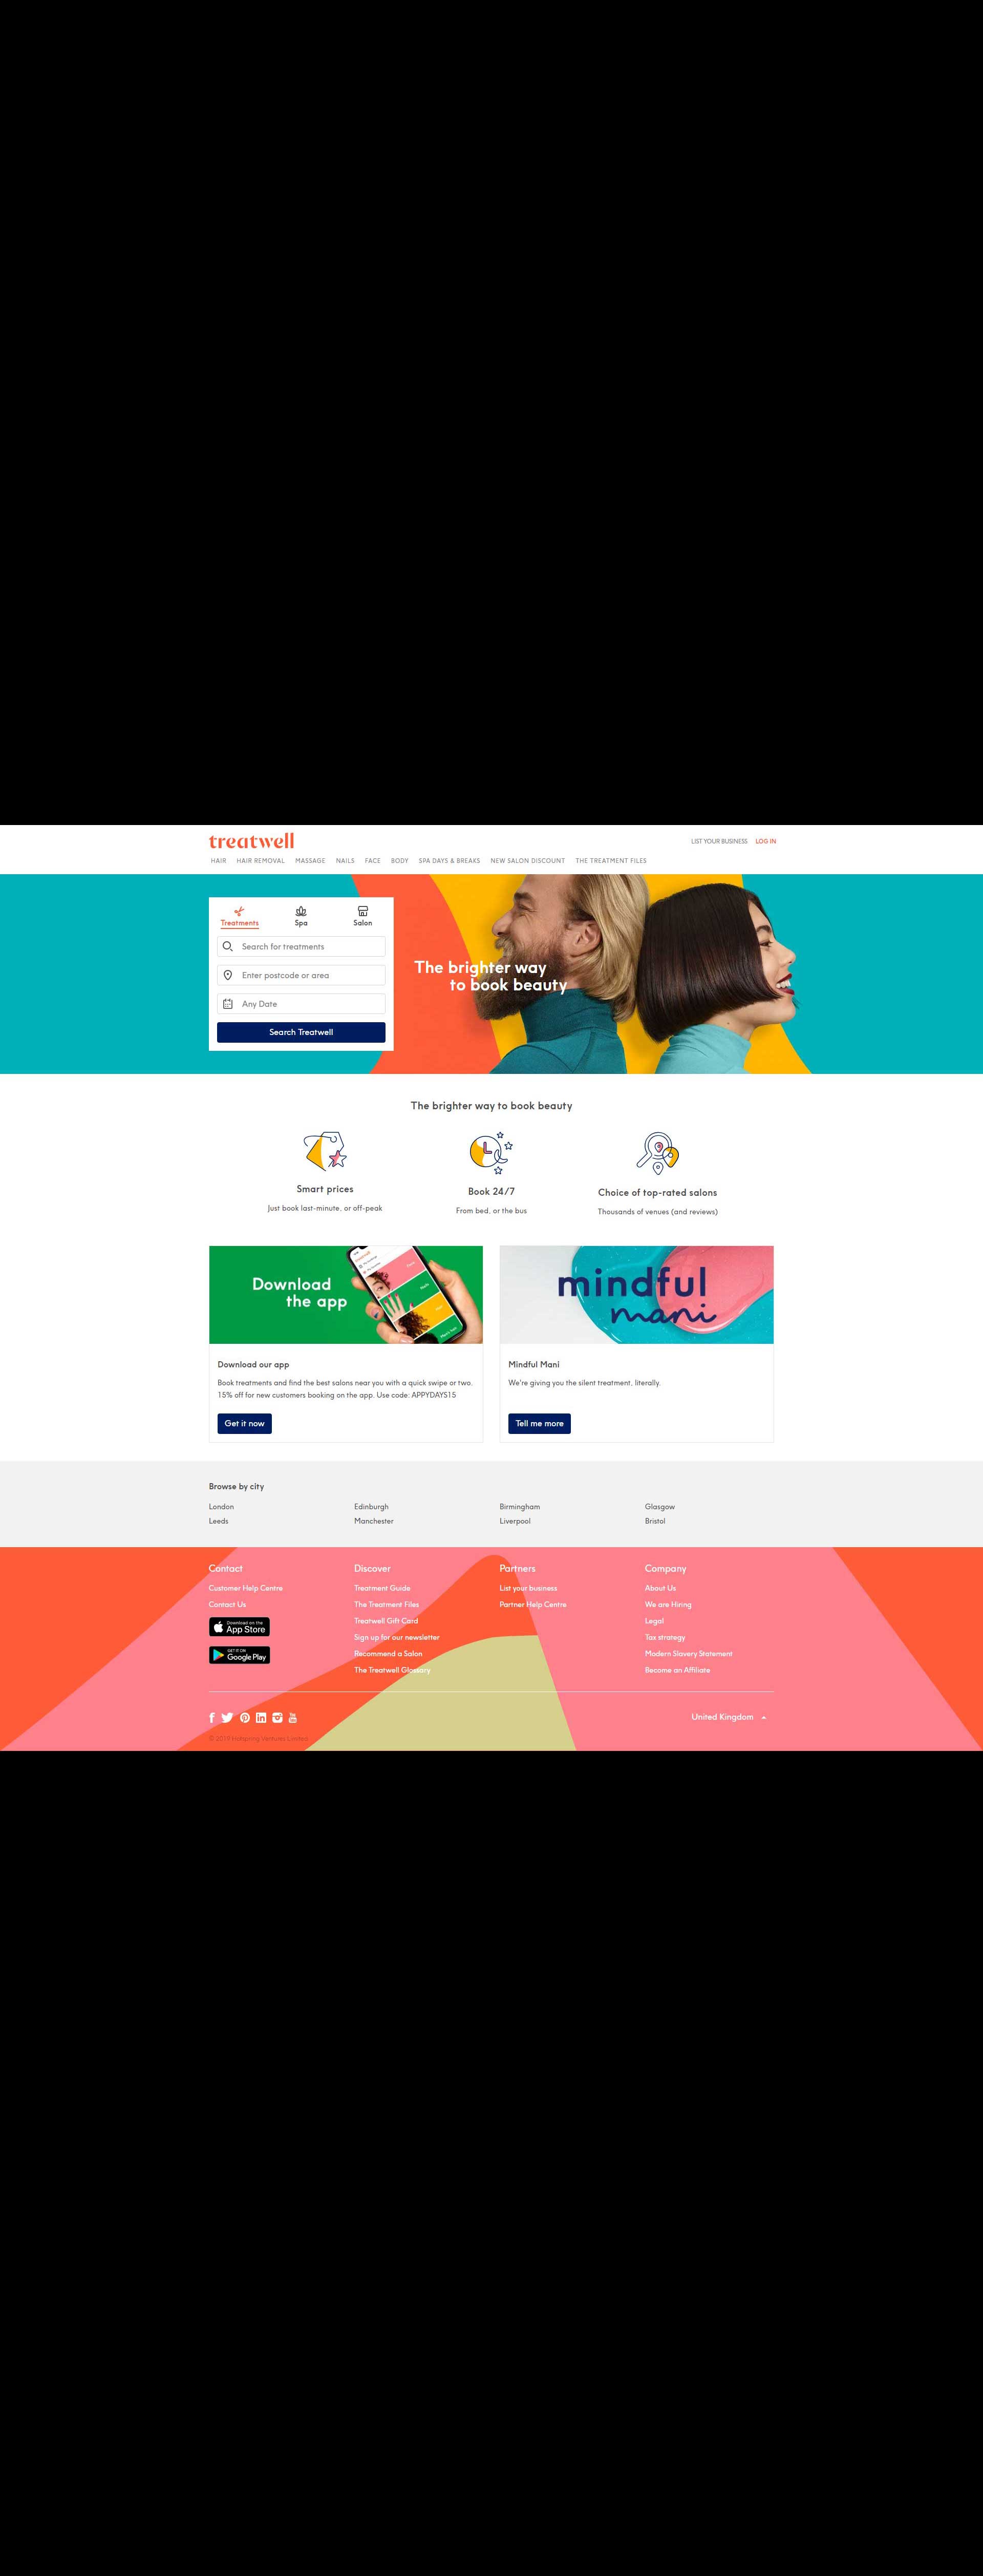 treatwell
LIST YOUR BUSINESS LOG IN
HAIR HAIR REMOVAL MASSAGE NAILS FACE BODY SPA DAYS & BREAKS NEW SALON DISCOUNT THE TREATMENT FILES
Treatments Spa Salon
Search for treatments
Enter postcode or area
Any Date
Search Treatwell
The brighter way
to book beauty
The brighter way to book beauty
Smart prices
Just book last-minute, or off-peak
Book 24/7
From bed, or the bus
Choice of top-rated salons
Thousands of venues (and reviews)
Download
the app
Download our app
Book treatments and find the best salons near you with a quick swipe or two.
15% off for new customers booking on the app. Use code: APPYDAYS15
Get it now
mindful
mani
Mindful Mani
We're giving you the silent treatment, literally.
Tell me more
Browse by city
London Edinburgh Birmingham Glasgow
Leeds Manchester Liverpool Bristol
Contact
Customer Help Centre
Contact Us
Download on the
App Store
GET IT ON
Google Play
Discover
Treatment Guide
The Treatment Files
Treatwell Gift Card
Sign up for our newsletter
Recommend a Salon
The Treatwell Glossary
Partners
List your business
Partner Help Centre
Company
About Us
We are Hiring
Legal
Tax strategy
Modern Slavery Statement
Become an Affiliate
United Kingdom
© 2019 Hotspring Ventures Limited